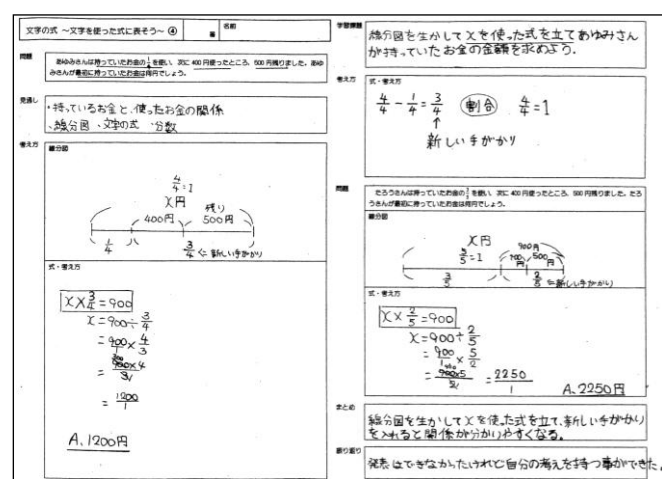 文字の式 ～文字を使った式に表そう～ ④
名前
問題
あゆみさんは持っていたお金の1/4を使い、次に400円使ったところ、500円残りました。あゆ
みさんが最初に持っていたお金は何円でしょう。
見通し
・持っているお金と、使ったお金の関係
・線分図 ・文字の式 ・分数
考え方
線分図
4/4=1
x円
残り
400円 500円
1/4
3/4 ⇐新しい手がかり
式・考え方
x×3/4=900
x=900÷3/4
=900/1×4/3
=900×4/3
=1200/1
A、1200円
学習課題
線分図を生かしてxを使った式を立てあゆみさん
が持っていたお金の金額を求めよう。
考え方
式・考え方
4/4-1/4=3/4 割合 4/4=1
↑
新しい手がかり
問題
たろうさんは持っていたお金の3/5を使い、次に400円使ったところ、500円残りました。たろ
うさんが最初に持っていたお金は何円でしょう。
線分図
x円
5/5=1
900円
500円
3/5
2/5 ⇐新しい手がかり
式・考え方
x×2/5=900
x=900÷2/5
=900/1×5/2
=900×5/2=2250/1
A、2250円
まとめ
線分図を生かしてxを使った式を立て、新しい手がかり
を入れると関係が分かりやすくなる。
振り返り
発表はできなかったけれど自分の考えを持つ事ができた。